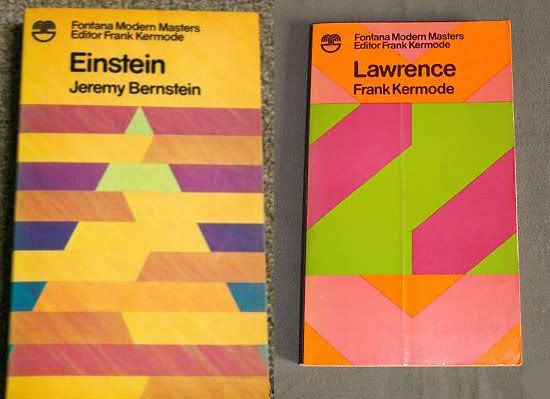 Fontana Modern Masters
Editor Frank Kermode
Einstein
Jeremy Bernstein
Fontana Modern Masters
Editor Frank Kermode
Lawrence
Frank Kermode